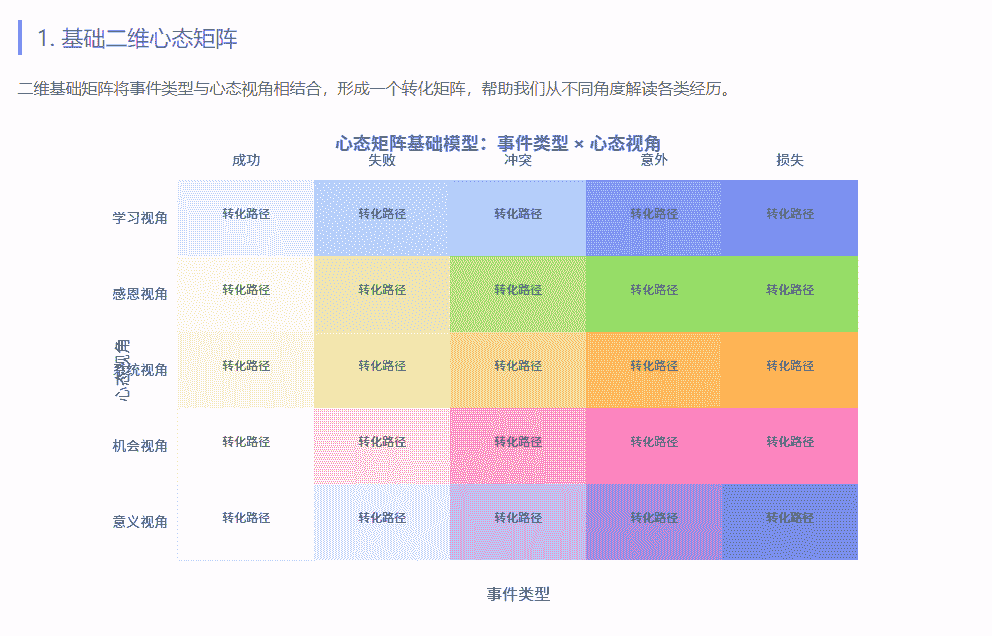 1. 基础二维心态矩阵
二维基础矩阵将事件类型与心态视角相结合，形成一个转化矩阵，帮助我们从不同角度解读各类经历。
心态矩阵基础模型：事件类型 × 心态视角
成功 失败 冲突 意外 损失
学习视角 转化路径 转化路径 转化路径 转化路径 转化路径
感恩视角 转化路径 转化路径 转化路径 转化路径 转化路径
系统视角 转化路径 转化路径 转化路径 转化路径 转化路径
心态视角
机会视角 转化路径 转化路径 转化路径 转化路径 转化路径
意义视角 转化路径 转化路径 转化路径 转化路径 转化路径
事件类型